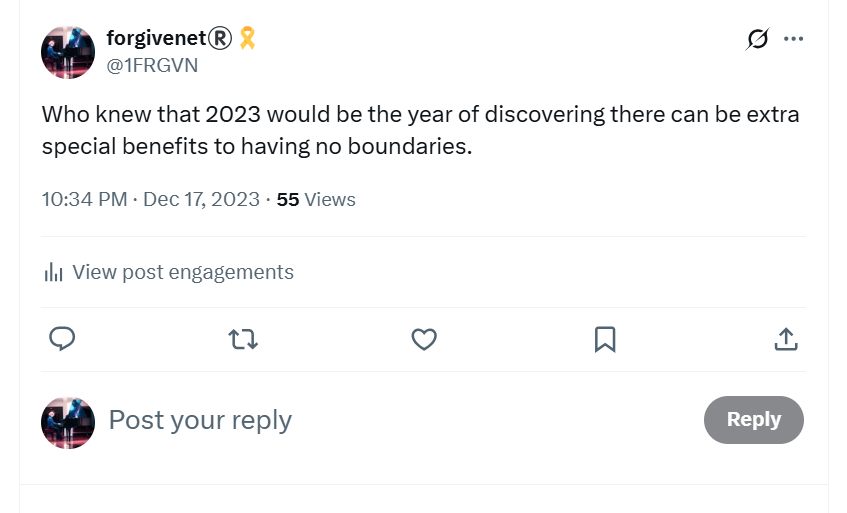 forgivenet®🎗
@1FRGVN
Who knew that 2023 would be the year of discovering there can be extra
special benefits to having no boundaries.
10:34 PM · Dec 17, 2023 · 55 Views
View post engagements
Post your reply
Reply